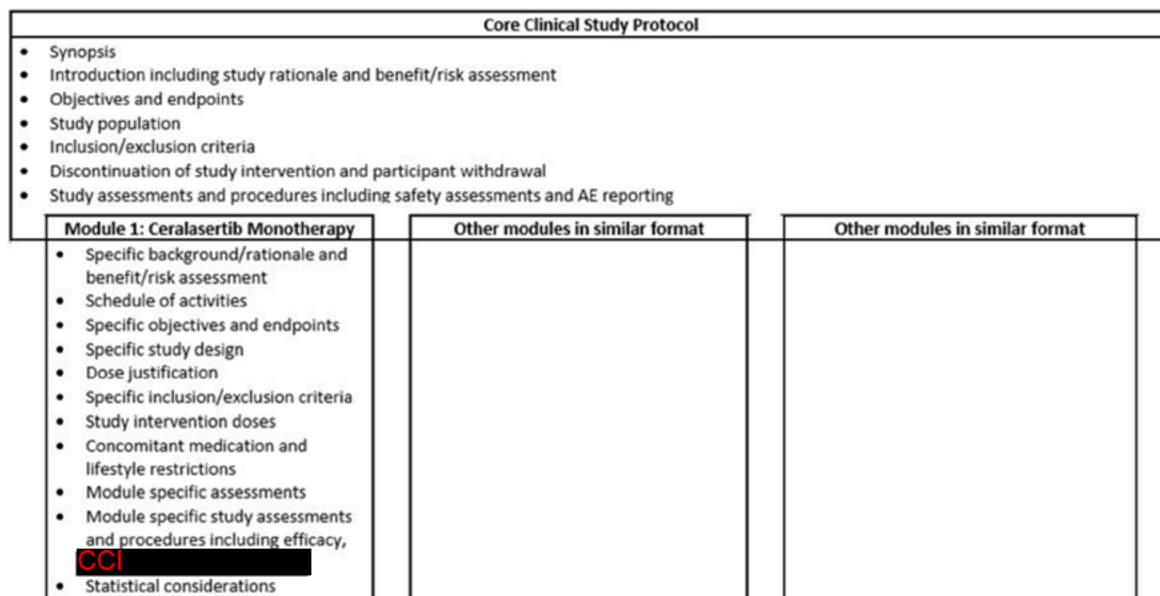 Core Clinical Study Protocol
• Synopsis
• Introduction including study rationale and benefit/risk assessment
• Objectives and endpoints
• Study population
• Inclusion/exclusion criteria
• Discontinuation of study intervention and participant withdrawal
• Study assessments and procedures including safety assessments and AE reporting
Module 1: Ceralasertib Monotherapy
• Specific background/rationale and
benefit/risk assessment
• Schedule of activities
• Specific objectives and endpoints
• Specific study design
• Dose justification
• Specific inclusion/exclusion criteria
• Study intervention doses
• Concomitant medication and
lifestyle restrictions
• Module specific assessments
• Module specific study assessments
and procedures including efficacy,
CCI
• Statistical considerations
Other modules in similar format
Other modules in similar format